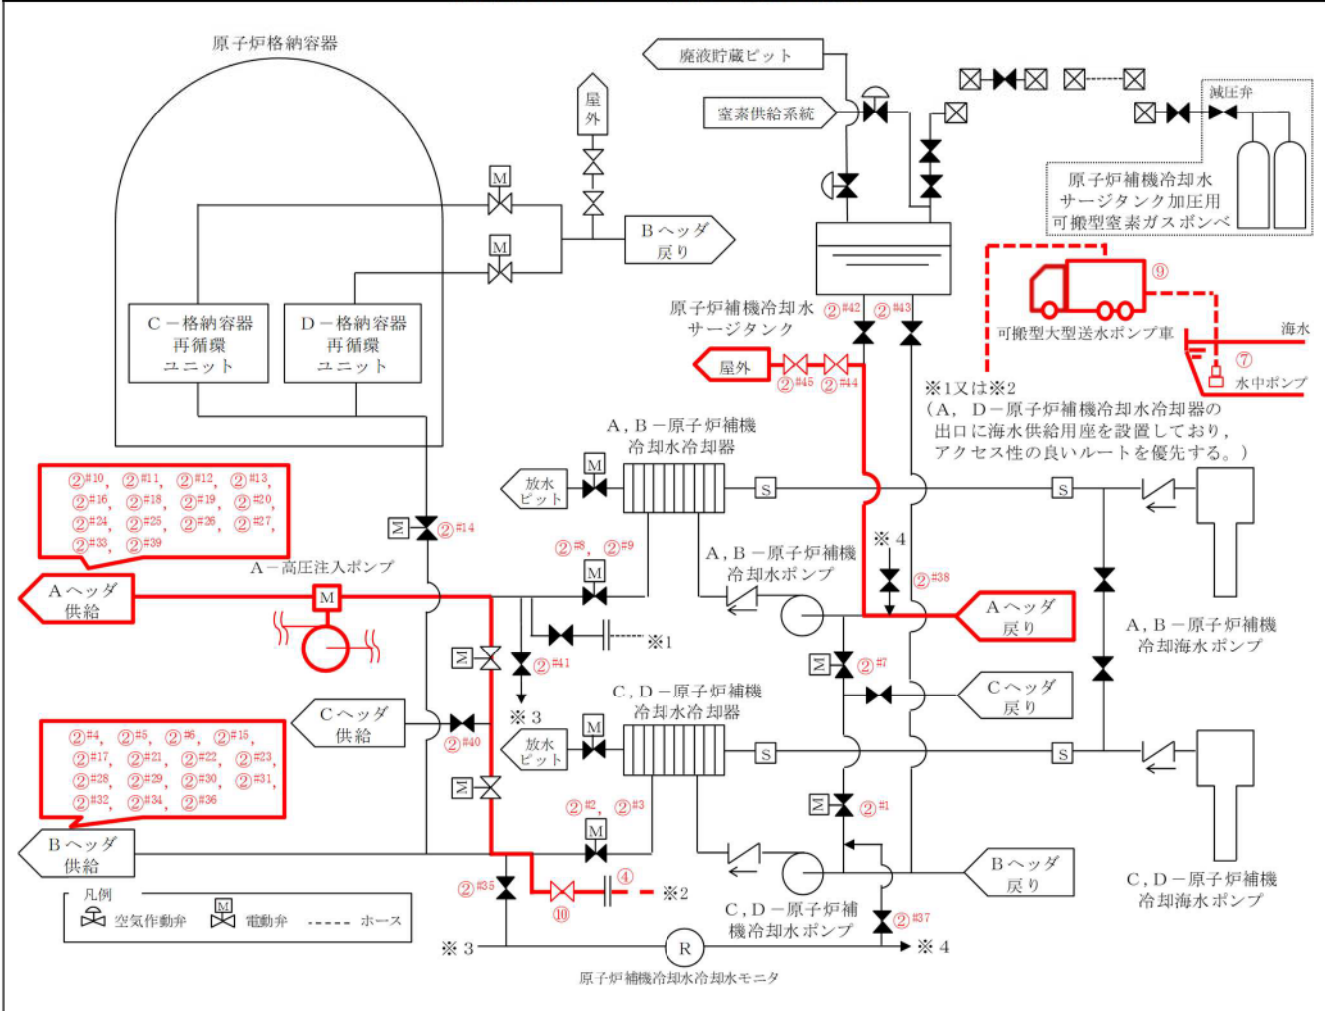 原子炉格納容器
屋
外
M
M
Bヘッダ
戻り
C-格納容器
再循環
ユニット
D-格納容器
再循環
ユニット
廃液貯蔵ピット
窒素供給系統
減圧弁
原子炉補機冷却水
サージタンク加圧用
可搬型窒素ガスボンベ
原子炉補機冷却水
サージタンク
②#42
②#43
屋外
②#45
②#44
⑨
可搬型大型送水ポンプ車
海水
⑦
水中ポンプ
※1又は※2
(A, D-原子炉補機冷却水冷却器の
出口に海水供給用座を設置しており,
アクセス性の良いルートを優先する。)
②#10, ②#11, ②#12, ②#13,
②#16, ②#18, ②#19, ②#20,
②#24, ②#25, ②#26, ②#27,
②#33, ②#39
M
②#14
A-高圧注入ポンプ
Aヘッダ
供給
M
A, B-原子炉補機
冷却水冷却器
放水
ピット
M
S
S
②#8, ②#9
M
A, B-原子炉補機
冷却水ポンプ
※4
②#38
Aヘッダ
戻り
A, B-原子炉補機
冷却海水ポンプ
※1
M
②#41
※3
M
②#7
Cヘッダ
供給
②#40
C, D-原子炉補機
冷却水冷却器
Cヘッダ
戻り
放水
ピット
M
S
S
②#4, ②#5, ②#6, ②#15,
②#17, ②#21, ②#22, ②#23,
②#28, ②#29, ②#30, ②#31,
②#32, ②#34, ②#36
M
②#2, ②#3
M
M
②#1
Bヘッダ
供給
Bヘッダ
戻り
C, D-原子炉補機
冷却海水ポンプ
②#35
⑩
④
※2
C, D-原子炉補
機冷却水ポンプ
②#37
※3
R
※4
原子炉補機冷却水冷却水モニタ
凡例
空気作動弁
M
電動弁
ホース